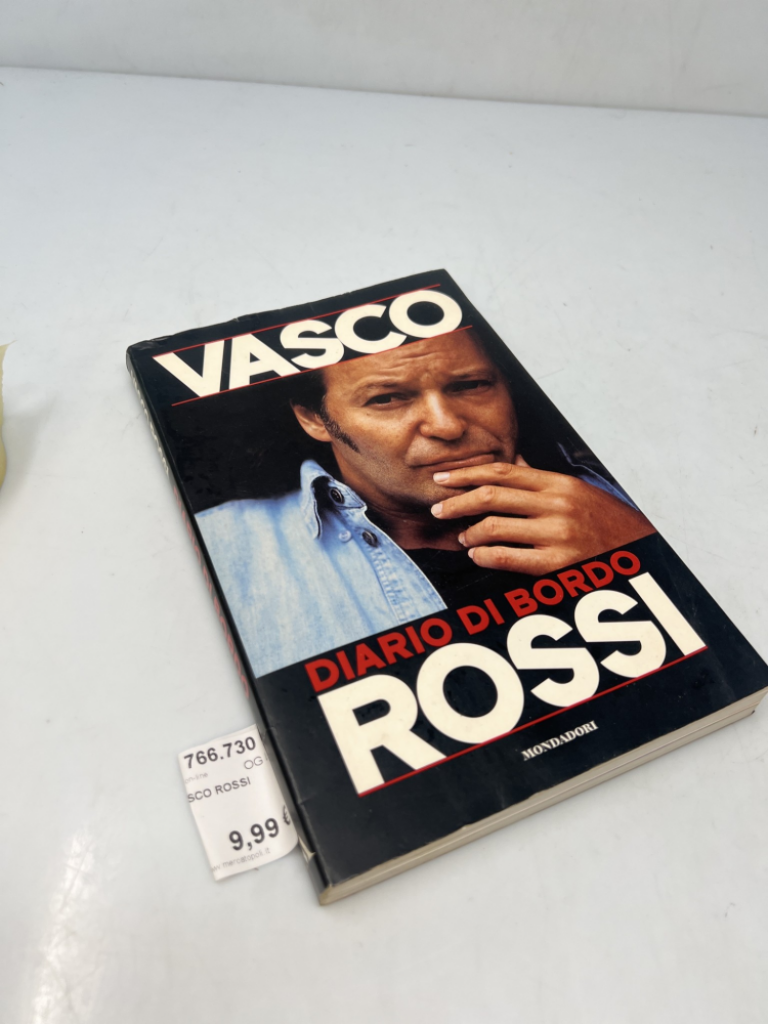 VASCO
DIARIO DI BORDO
ROSSI
MONDADORI
766.730
OG
SCO ROSSI
9,99 €